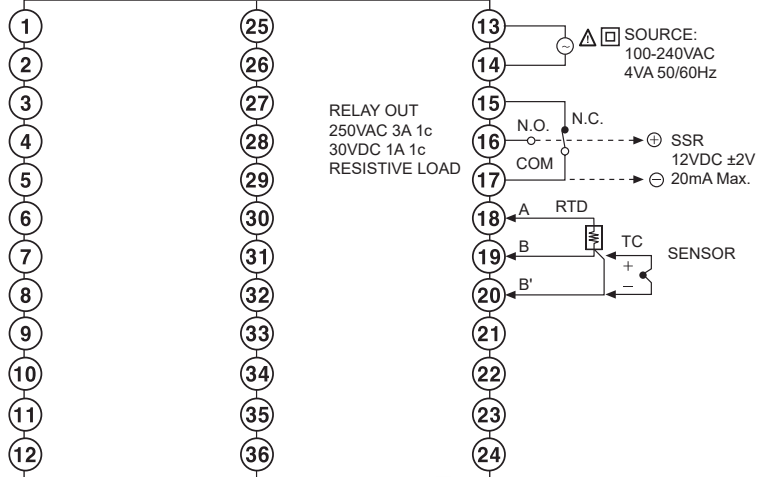 1
2
3
4
5
6
7
8
9
10
11
12
25
26
27
28
29
30
31
32
33
34
35
36
RELAY OUT
250VAC 3A 1c
30VDC 1A 1c
RESISTIVE LOAD
13
14
15
16
17
18
19
20
21
22
23
24
SOURCE:
100-240VAC
4VA 50/60Hz
N.O.
N.C.
COM
SSR
12VDC ±2V
20mA Max.
A
RTD
B
B'
TC
+
−
SENSOR